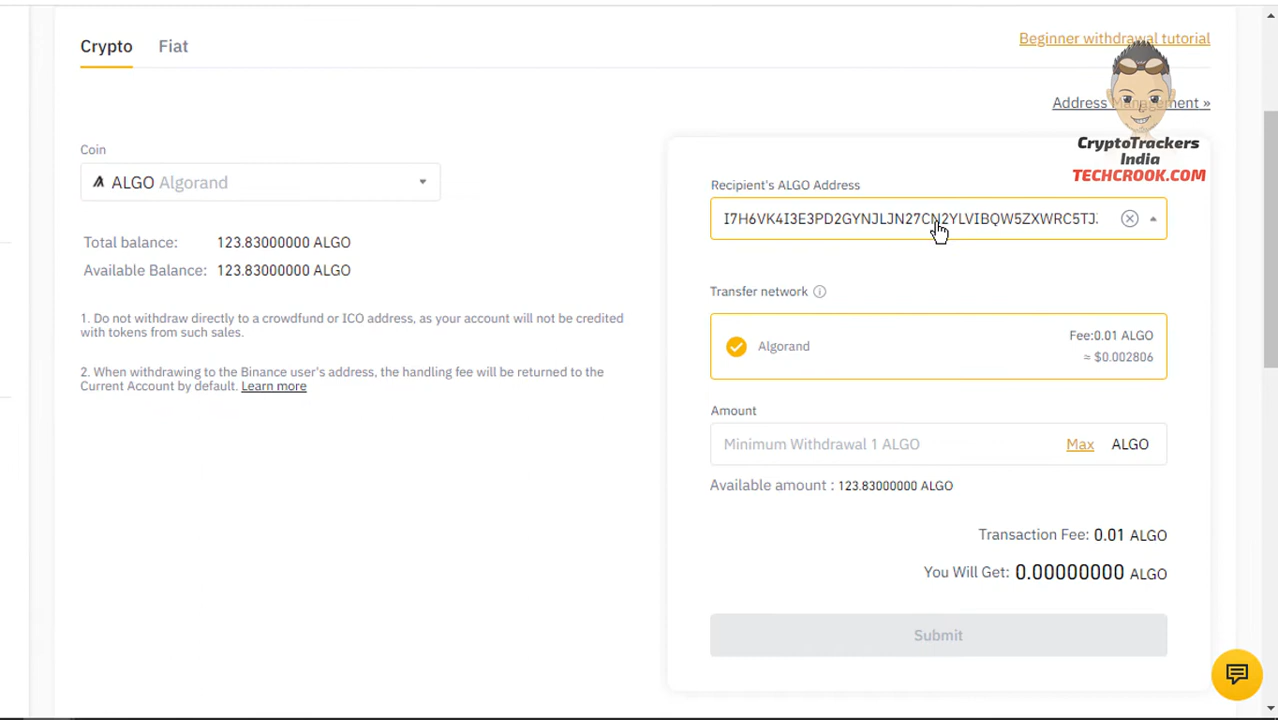 Crypto
Fiat
Beginner withdrawal tutorial
Address Management »
CryptoTrackers
India
TECHCROOK.COM
Coin
ALGO Algorand
Total balance: 123.83000000 ALGO
Available Balance: 123.83000000 ALGO
1. Do not withdraw directly to a crowdfund or ICO address, as your account will not be credited
with tokens from such sales.
2. When withdrawing to the Binance user's address, the handling fee will be returned to the
Current Account by default. Learn more
Recipient's ALGO Address
I7H6VK4I3E3PD2GYNJLJN27CN2YLVIBQW5ZXWRC5TJ
Transfer network
Algorand
Fee:0.01 ALGO
≈ $0.002806
Amount
Minimum Withdrawal 1 ALGO Max ALGO
Available amount : 123.83000000 ALGO
Transaction Fee: 0.01 ALGO
You Will Get: 0.00000000 ALGO
Submit